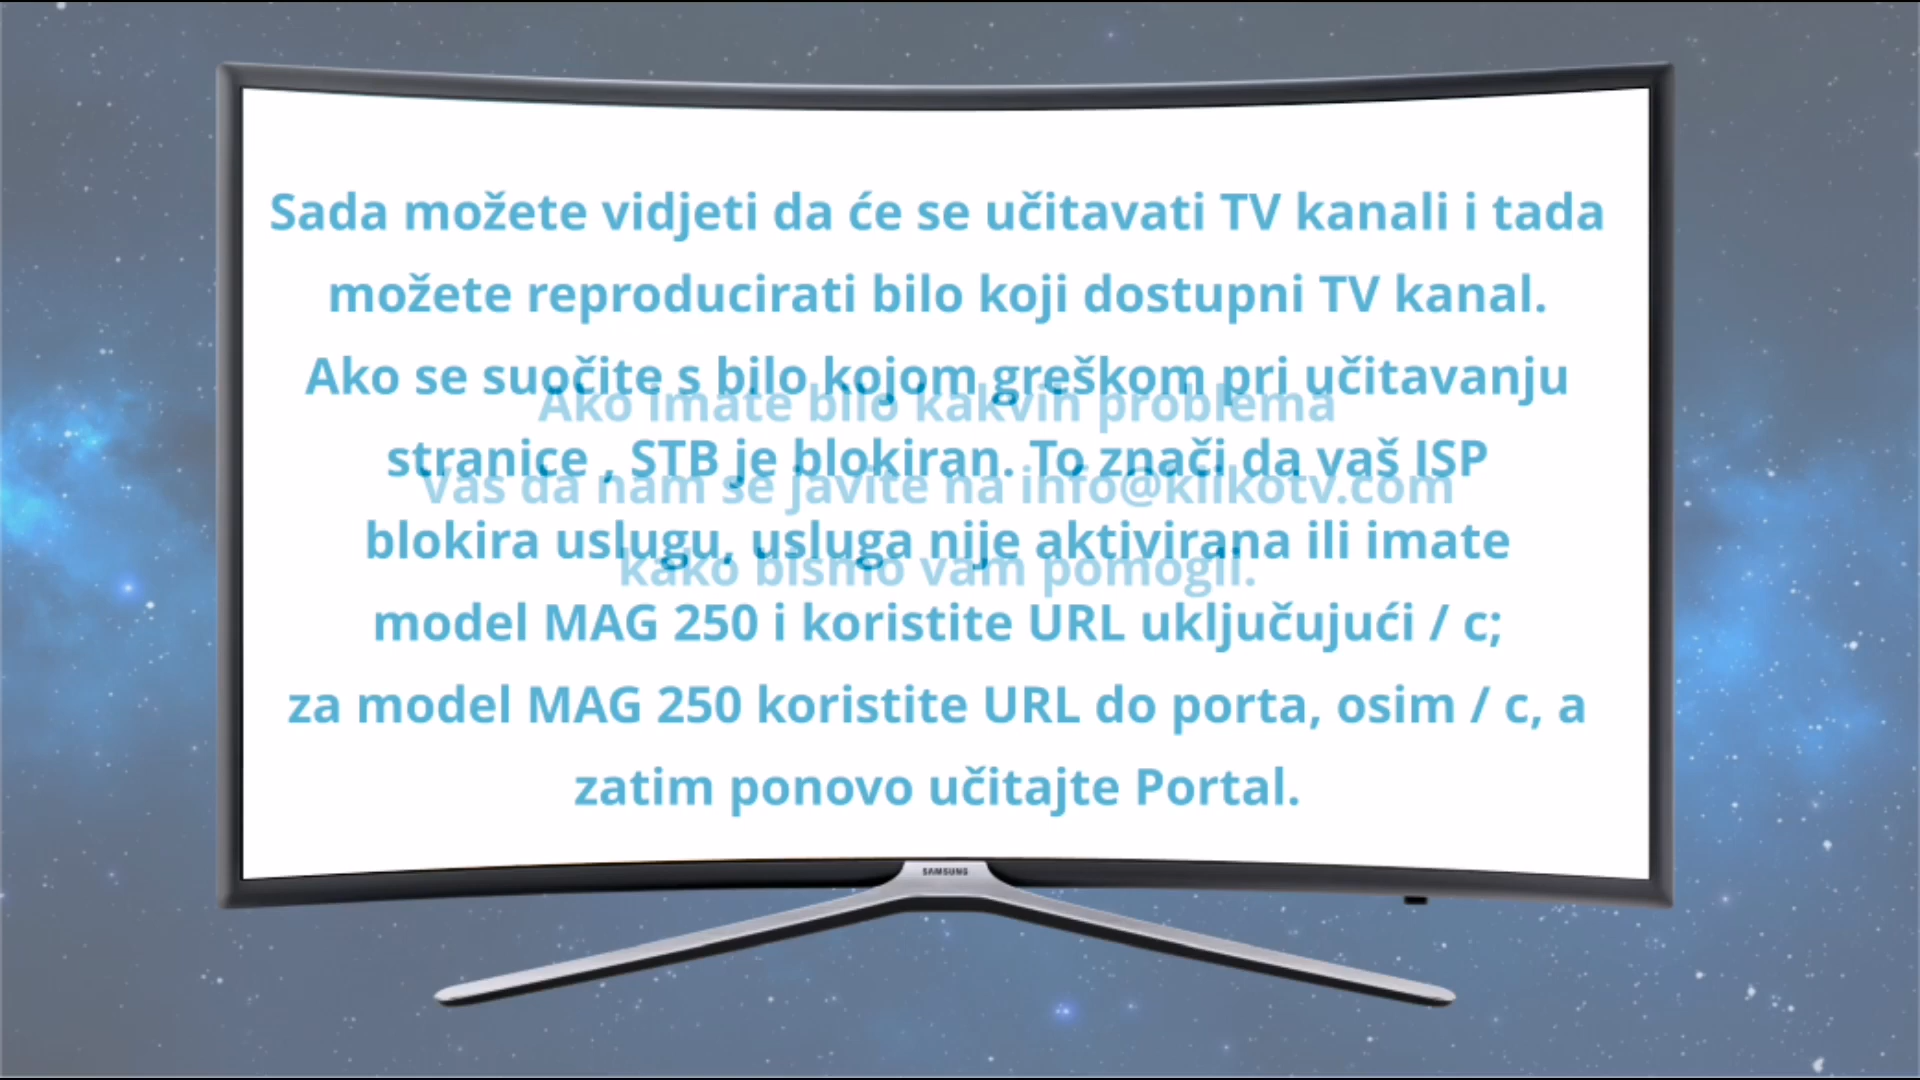 Sada možete vidjeti da će se učitavati TV kanali i tada
možete reproducirati bilo koji dostupni TV kanal.
Ako se suočite s bilo kojom greškom pri učitavanju
stranice , STB je blokiran. To znači da vaš ISP
blokira uslugu, usluga nije aktivirana ili imate
model MAG 250 i koristite URL uključujući / c;
za model MAG 250 koristite URL do porta, osim / c, a
zatim ponovo učitajte Portal.
Ako imate bilo kakvih problema
Vas da nam se javite na info@klikotv.com
kako bismo vam pomogli.
SAMSUNG